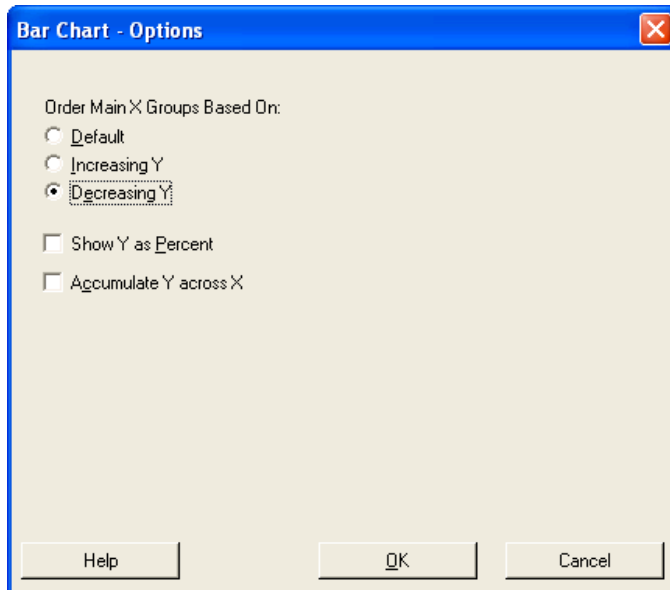 Bar Chart - Options
Order Main X Groups Based On:
Default
Increasing Y
Decreasing Y
Show Y as Percent
Accumulate Y across X
Help
OK
Cancel